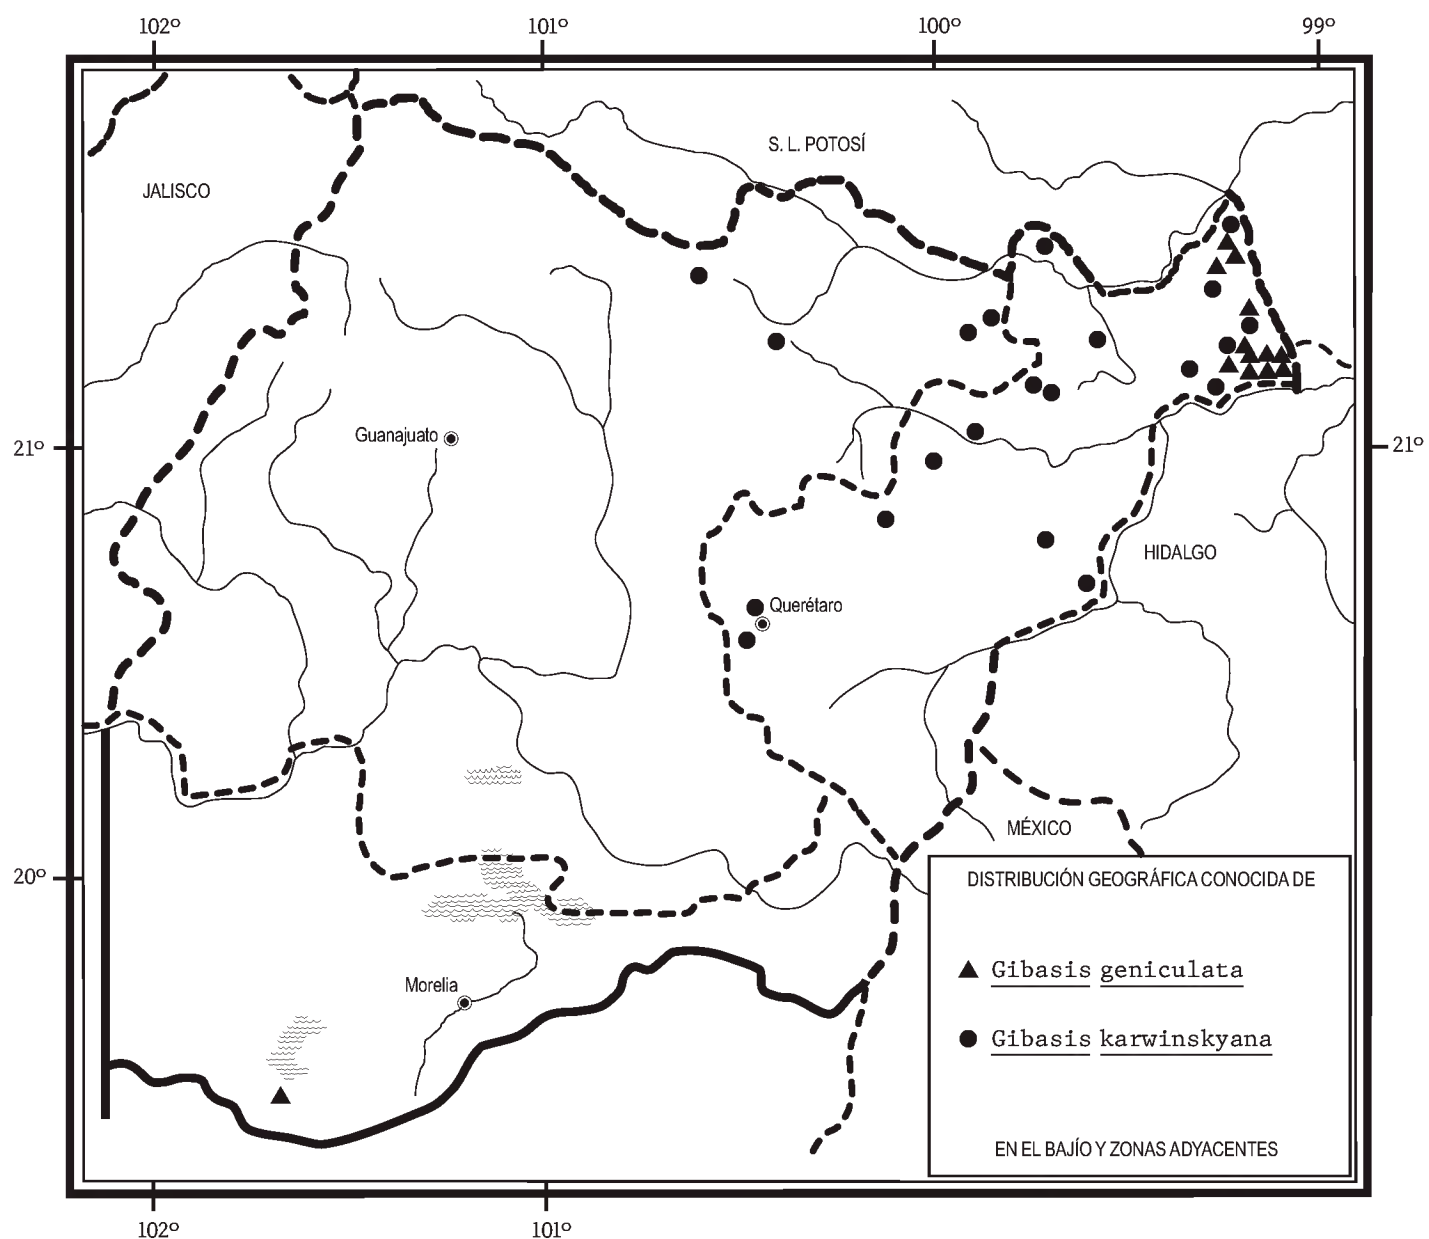 102º 101º 100º 99º
S. L. POTOSÍ
JALISCO
Guanajuato
21º 21º
HIDALGO
Querétaro
MÉXICO
20º
DISTRIBUCIÓN GEOGRÁFICA CONOCIDA DE
Gibasis geniculata
Morelia
Gibasis karwinskyana
EN EL BAJÍO Y ZONAS ADYACENTES
102º 101º